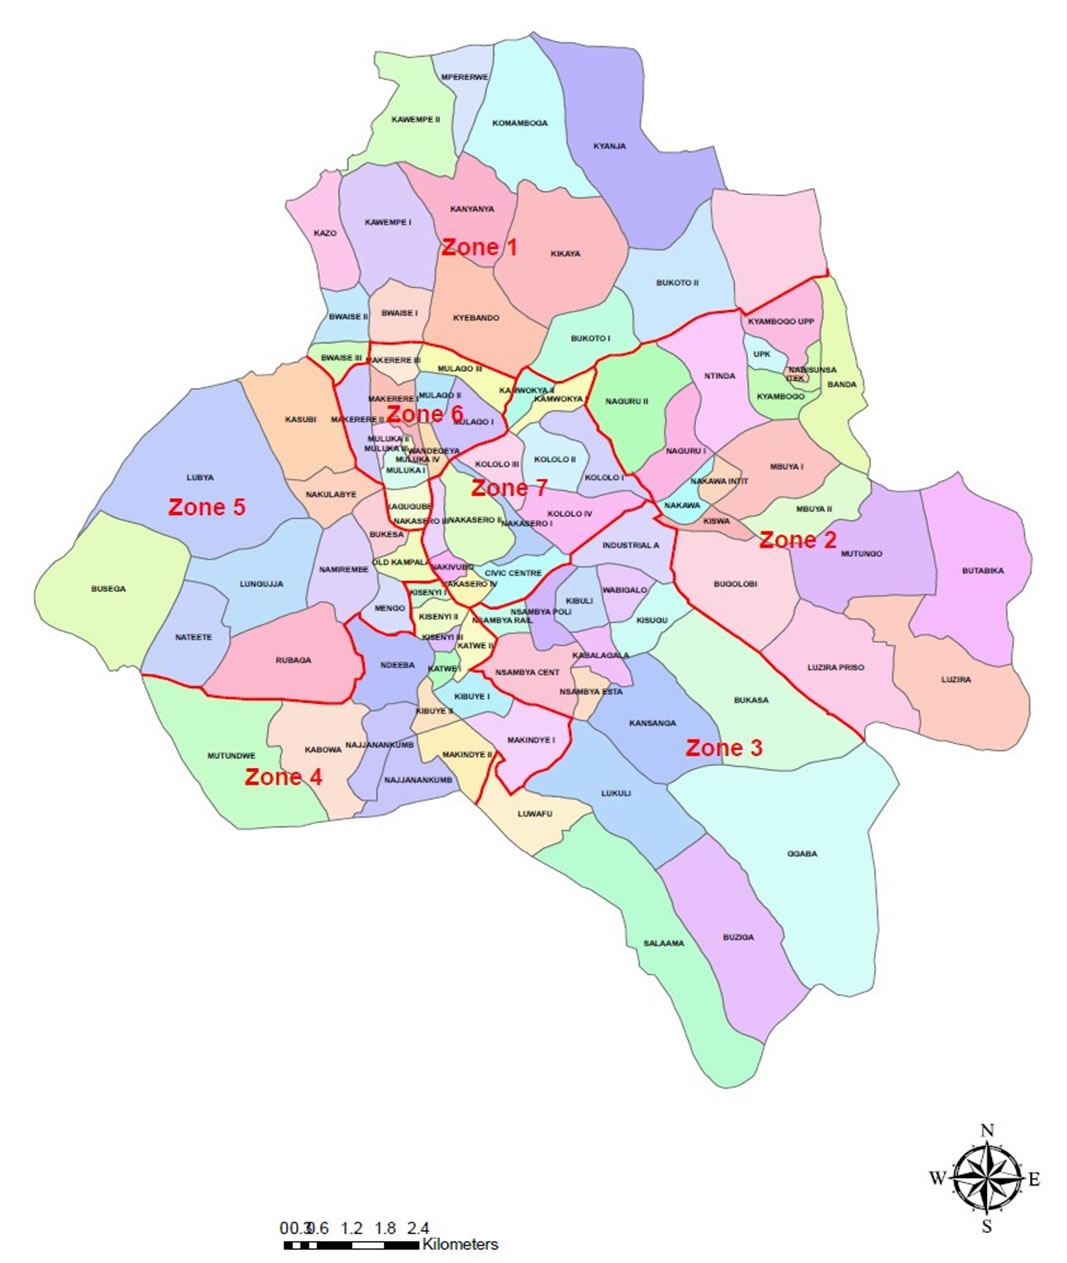 MPERERWE
KAWEMPE II
KOMAMBOGA
KYANJA
KANYANYA
KAWEMPE I
KAZO
Zone 1
KIKAYA
BUKOTO II
BWAISE II
BWAISE I
KYEBANDO
KYAMBOGO UPP
BUKOTO I
UPK
BWAISE III
MAKERERE III
MULAGO III
NABISUNSA
NTINDA
ITEK
BANDA
KAMWOKYA II
KAMWOKYA
MAKERERE I
MULAGO II
NAGURU II
KYAMBOGO
Zone 6
KASUBI
MAKERERE II
MULAGO I
MULUKA II
MULUKA III
WANDEGEYA
MULUKA IV
KOLOLO III
KOLOLO II
NAGURU I
MULUKA I
MBUYA I
LUBYA
KOLOLO I
NAKAWA INTIT
Zone 7
NAKULABYE
Zone 5
KAGUGUBE
NAKAWA
MBUYA II
KOLOLO IV
NAKASERO III
NAKASERO II
NAKASERO I
KISWA
BUKESA
Zone 2
INDUSTRIAL A
MUTUNGO
OLD KAMPALA
NAKIVUBO
NAMIREMBE
CIVIC CENTRE
BUTABIKA
LUNGUJJA
NAKASERO IV
BUGOLOBI
BUSEGA
KISENYI I
WABIGALO
KIBULI
MENGO
NSAMBYA POLI
KISENYI II
NSAMBYA RAIL
KISUGU
NATEETE
KISENYI III
KATWE II
KABALAGALA
RUBAGA
NDEEBA
KATWE I
NSAMBYA CENT
LUZIRA PRISO
LUZIRA
KIBUYE I
NSAMBYA ESTA
BUKASA
KIBUYE II
KANSANGA
MAKINDYE I
NAJJANANKUMB
KABOWA
Zone 3
MUTUNDWE
MAKINDYE II
Zone 4
NAJJANANKUMB
LUKULI
LUWAFU
GGABA
BUZIGA
SALAAMA
N
W E
S
0 0.3 0.6 1.2 1.8 2.4
Kilometers